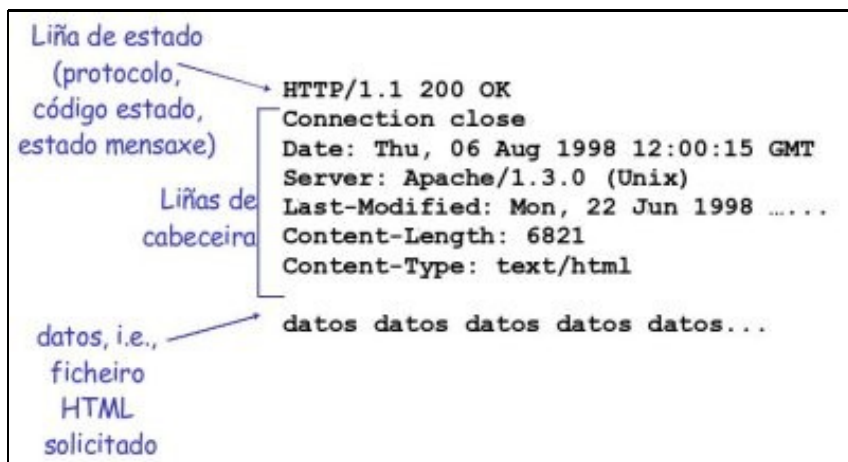 Liña de estado
(protocolo,
código estado,
estado mensaxe)
HTTP/1.1 200 OK
Connection close
Date: Thu, 06 Aug 1998 12:00:15 GMT
Server: Apache/1.3.0 (Unix)
Last-Modified: Mon, 22 Jun 1998 …...
Content-Length: 6821
Content-Type: text/html
Liñas de
cabeceira
datos datos datos datos datos...
datos, i.e.,
ficheiro
HTML
solicitado